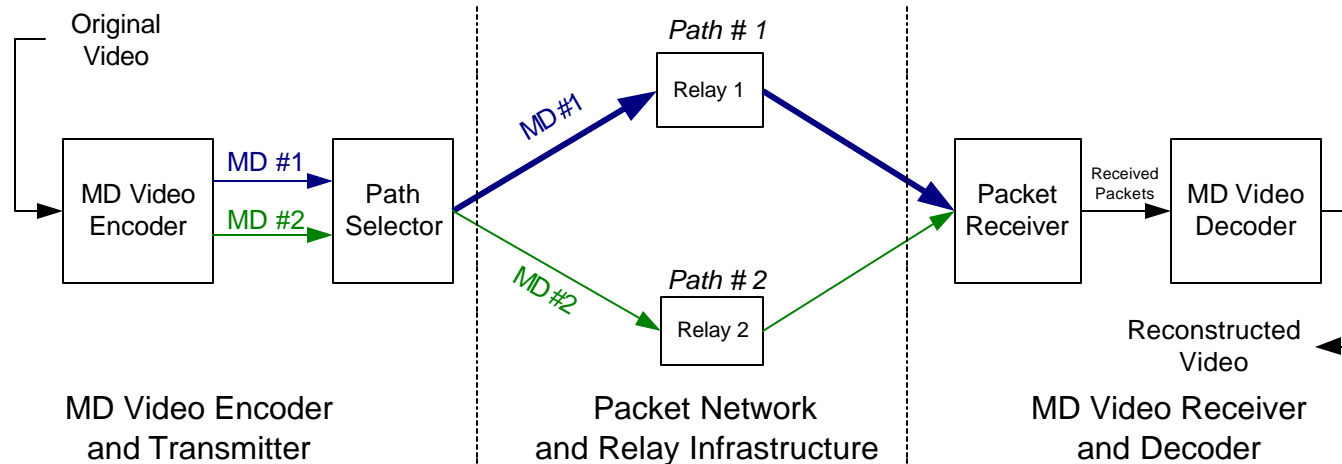 Original
Video
MD Video
Encoder
MD #1
MD #2
Path
Selector
MD#1
MD#2
Path # 1
Relay 1
Path # 2
Relay 2
Packet
Receiver
Received
Packets
MD Video
Decoder
Reconstructed
Video
MD Video Encoder
and Transmitter
Packet Network
and Relay Infrastructure
MD Video Receiver
and Decoder